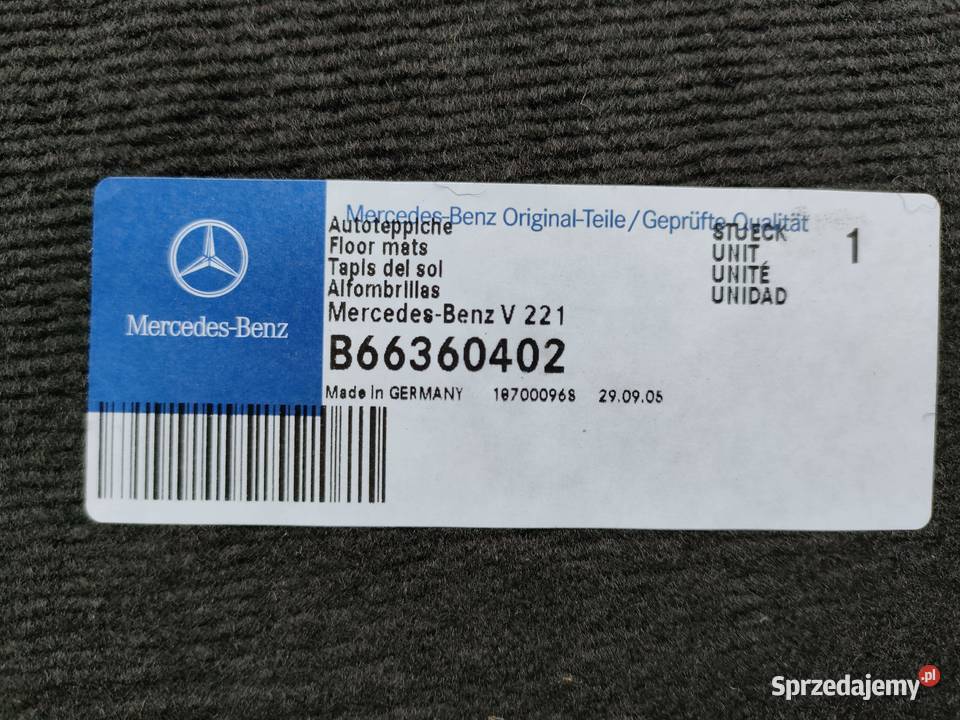 Mercedes-Benz Original-Teile/Geprüfte Qualität
Autoteppiche
Floor mats
Tapis del sol
Alfombrillas
STUECK 1
UNIT
UNITÉ
UNIDAD
Mercedes-Benz
Mercedes-Benz V 221
B66360402
Made in GERMANY 187000968 29.09.05
Sprzedajemy.pl